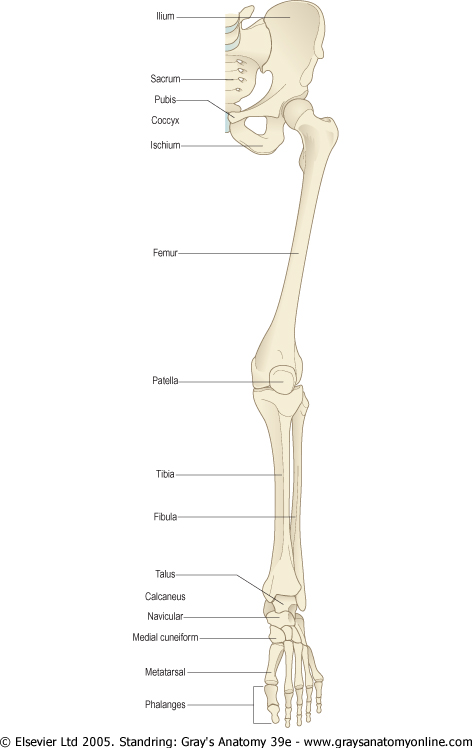 Ilium
Sacrum
Pubis
Coccyx
Ischium
Femur
Patella
Tibia
Fibula
Talus
Calcaneus
Navicular
Medial cuneiform
Metatarsal
Phalanges
© Elsevier Ltd 2005. Standring: Gray's Anatomy 39e - www.graysanatomyonline.com